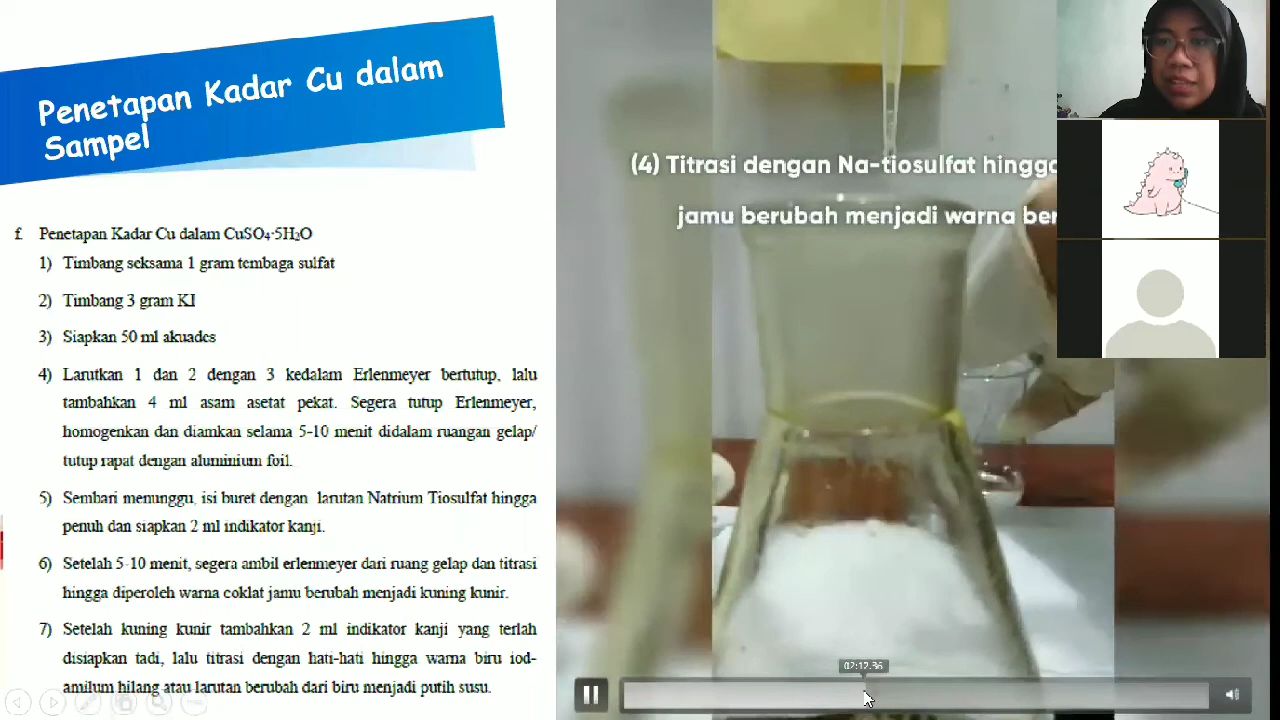 Penetapan Kadar Cu dalam
Sampel
f. Penetapan Kadar Cu dalam CuSO₄·5H₂O
1) Timbang seksama 1 gram tembaga sulfat
2) Timbang 3 gram KI
3) Siapkan 50 ml akuades
4) Larutkan 1 dan 2 dengan 3 kedalam Erlenmeyer bertutup, lalu
tambahkan 4 ml asam asetat pekat. Segera tutup Erlenmeyer,
homogenkan dan diamkan selama 5-10 menit didalam ruangan gelap/
tutup rapat dengan aluminium foil.
5) Sembari menunggu, isi buret dengan larutan Natrium Tiosulfat hingga
penuh dan siapkan 2 ml indikator kanji.
6) Setelah 5-10 menit, segera ambil erlenmeyer dari ruang gelap dan titrasi
hingga diperoleh warna coklat jamu berubah menjadi kuning kunir.
7) Setelah kuning kunir tambahkan 2 ml indikator kanji yang terlah
disiapkan tadi, lalu titrasi dengan hati-hati hingga warna biru iod-
amilum hilang atau larutan berubah dari biru menjadi putih susu.
(4) Titrasi dengan Na-tiosulfat hingga
jamu berubah menjadi warna ber
02:12.36